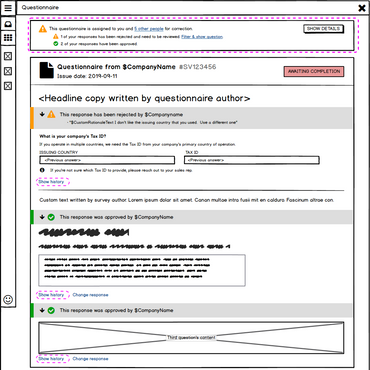 Questionnaire
This questionnaire is assigned to you and 5 other people for correction.
1 of your responses has been rejected and need to be reviewed Filter & show question
2 of your responses have been approved
SHOW DETAILS
Questionnaire from $CompanyName #SV123456
Issue date: 2019-09-11
AWAITING COMPLETION
<Headline copy written by questionnaire author>
This response has been rejected by $Companyname
- "$CustomRationaleText I don't like the issuing country that you used. Use a different one"
What is your company's Tax ID?
If you operate in multiple countries, we need the Tax ID from your company's primary country of operation
ISSUING COUNTRY TAX ID
<Previous answer> <Previous answer>
If you're not sure which Tax ID to provide, please reach out to your sales rep.
Show history
Custom text written by survey author Lorem ipsum dolor sit amet. Canon multae intra fusii mit en caldura Foscinum altrae con.
This response was approved by $CompanyName
Show history Change response
This response was approved by $CompanyName
Third question's content
Show history Change response